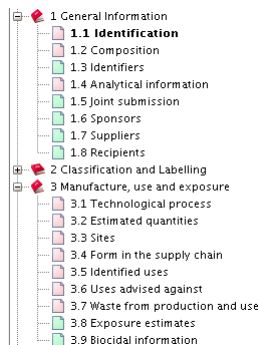 1 General Information
1.1 Identification
1.2 Composition
1.3 Identifiers
1.4 Analytical information
1.5 Joint submission
1.6 Sponsors
1.7 Suppliers
1.8 Recipients
2 Classification and Labelling
3 Manufacture, use and exposure
3.1 Technological process
3.2 Estimated quantities
3.3 Sites
3.4 Form in the supply chain
3.5 Identified uses
3.6 Uses advised against
3.7 Waste from production and use
3.8 Exposure estimates
3.9 Biocidal information